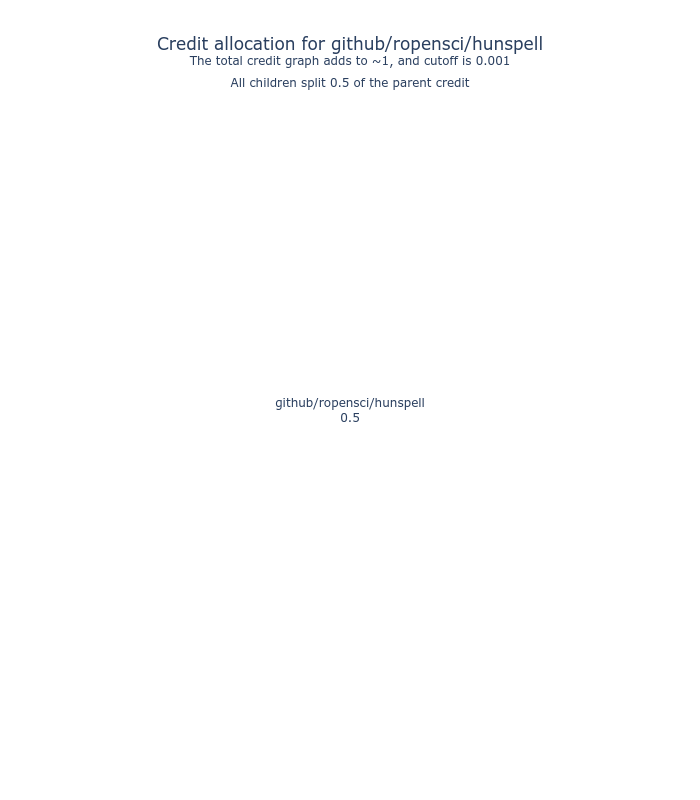 Credit allocation for github/ropensci/hunspell
The total credit graph adds to ~1, and cutoff is 0.001
All children split 0.5 of the parent credit
github/ropensci/hunspell
0.5